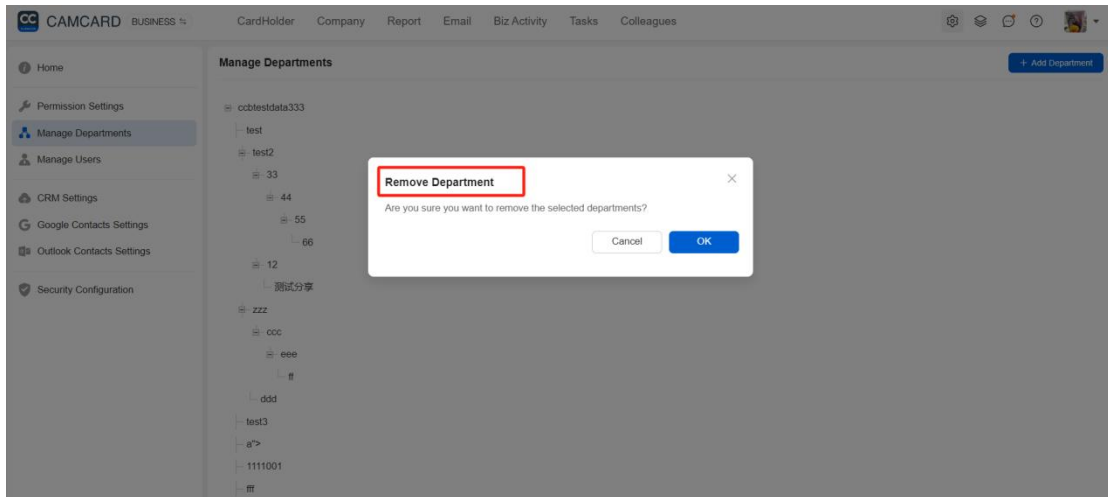 CC CAMCARD BUSINESS CardHolder Company Report Email Biz Activity Tasks Colleagues
Home
Manage Departments
+ Add Department
Permission Settings
Manage Departments
Manage Users
CRM Settings
Google Contacts Settings
Outlook Contacts Settings
Security Configuration
ccbtestdata333
test
test2
33
44
55
66
12
测试分享
zzz
ccc
eee
ff
ddd
test3
a">
1111001
fff
Remove Department
Are you sure you want to remove the selected departments?
Cancel OK